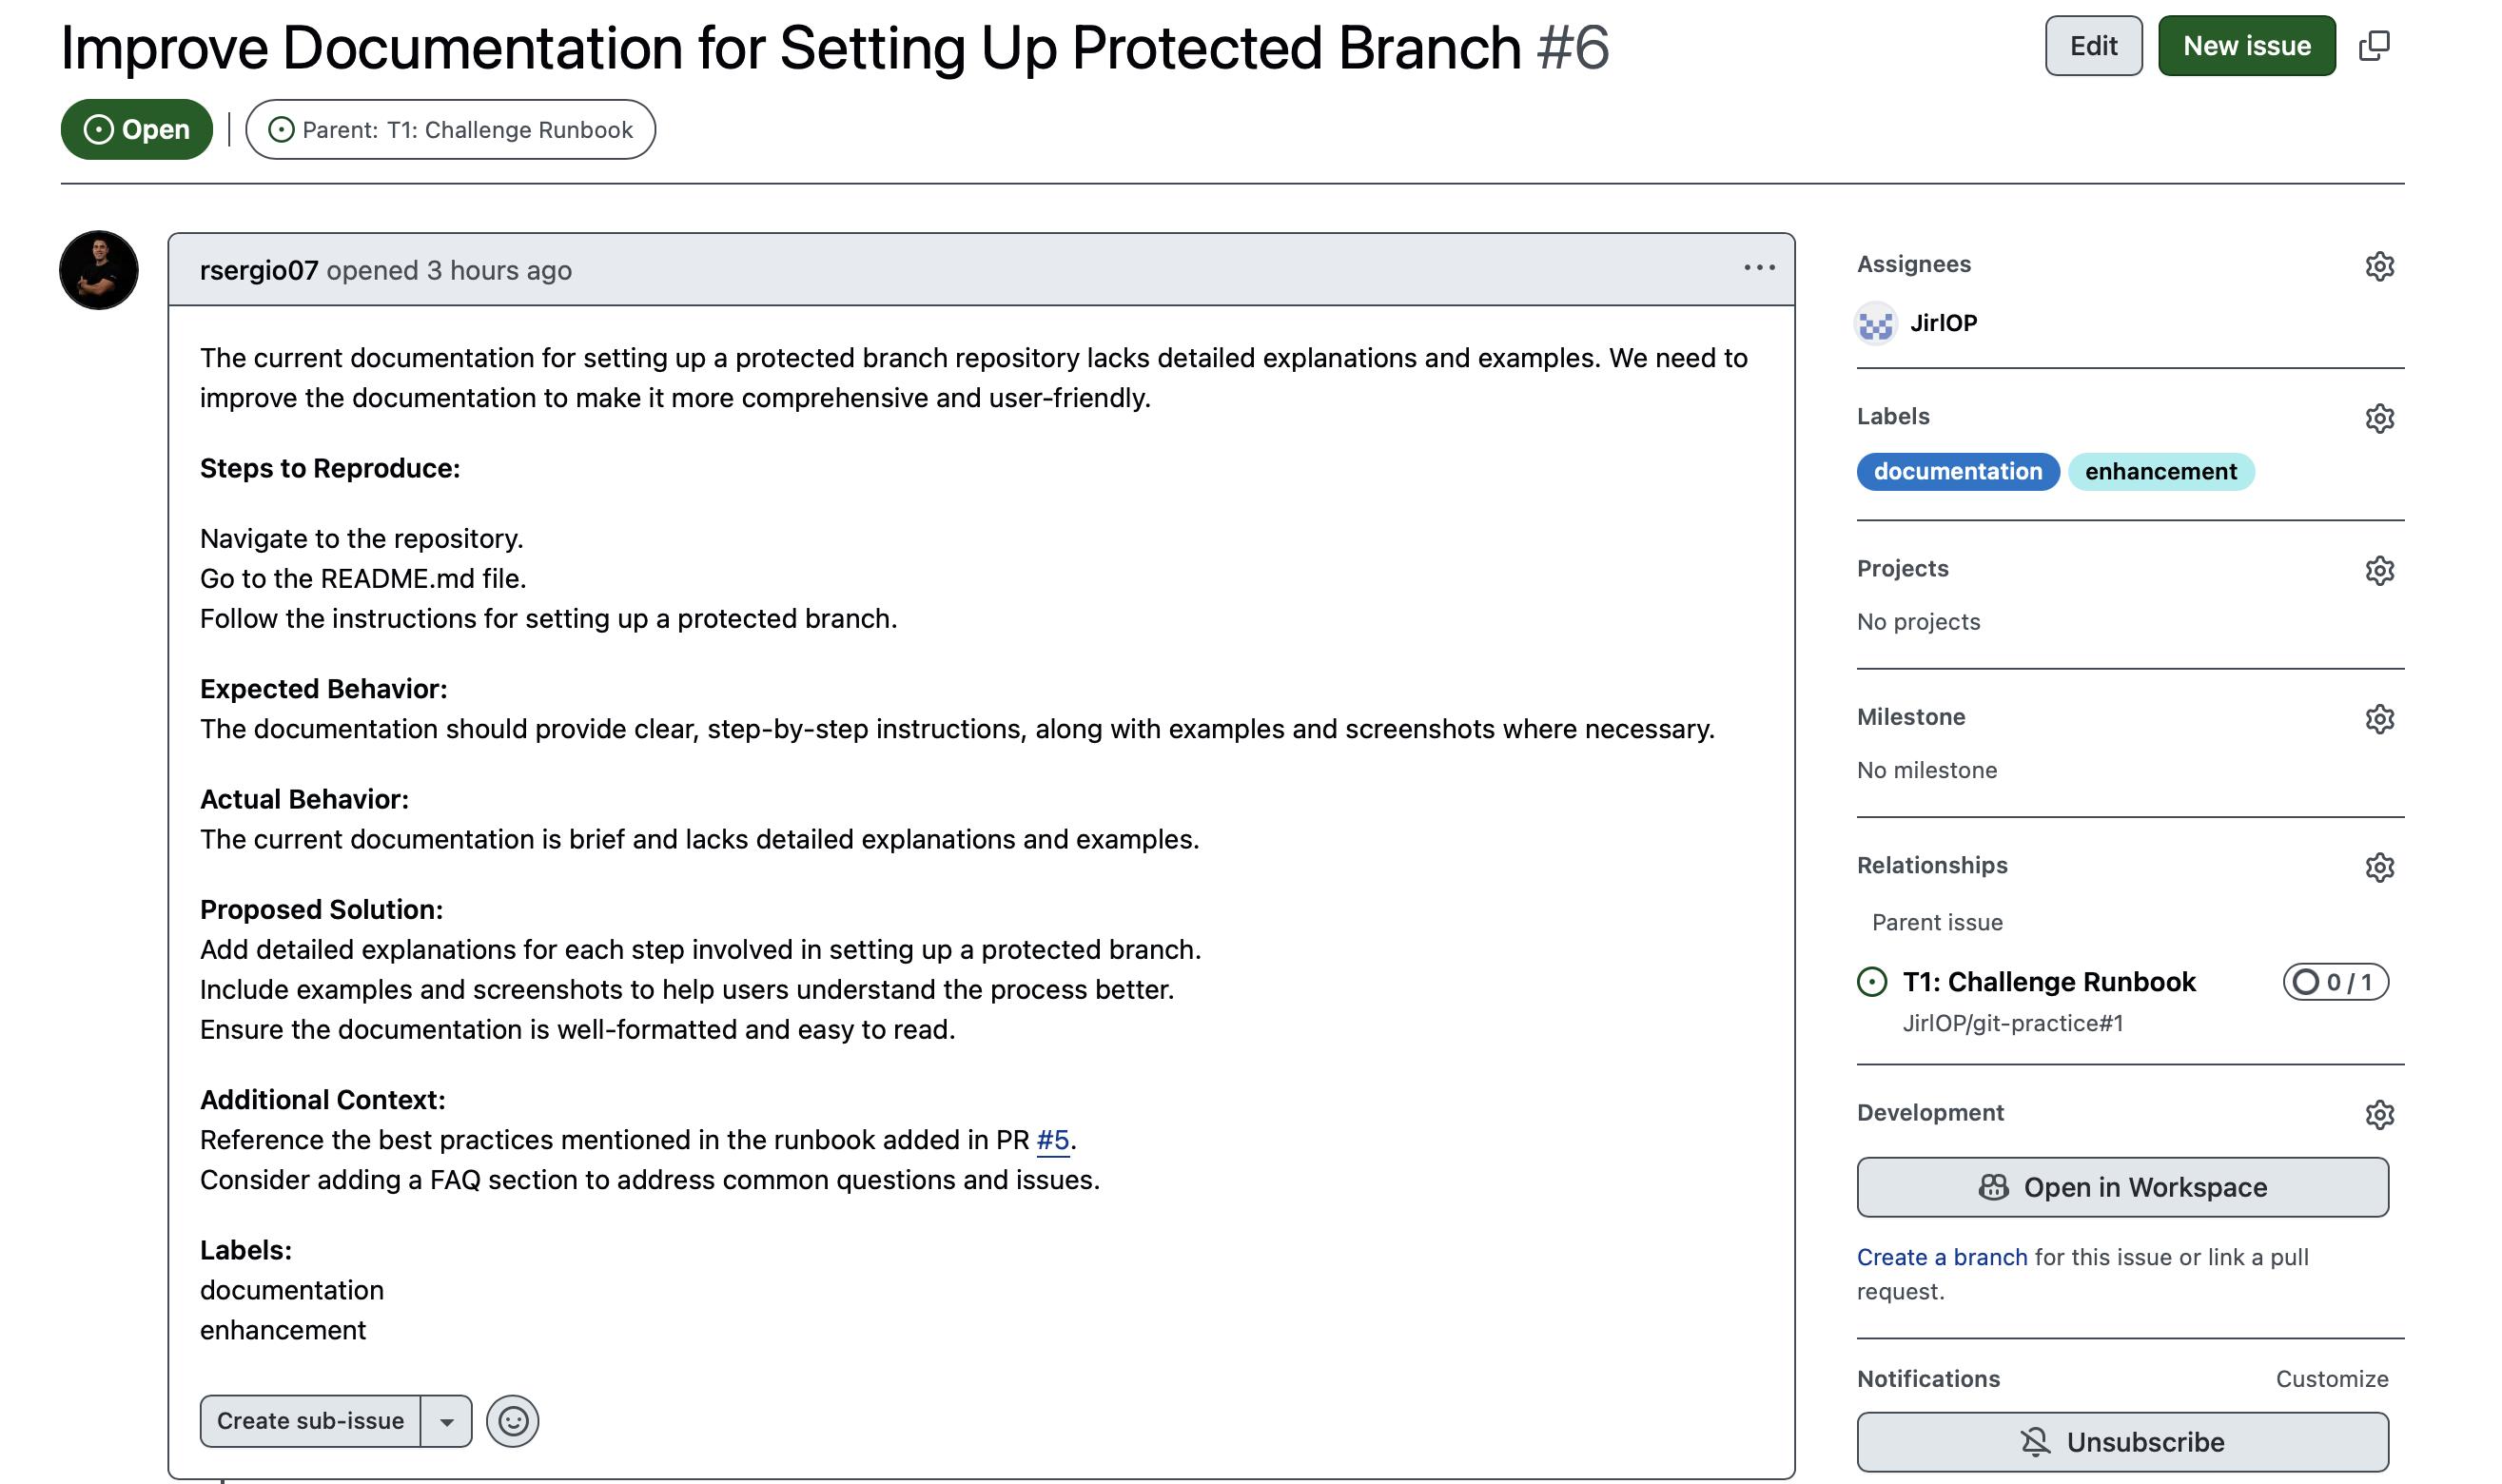 Improve Documentation for Setting Up Protected Branch #6
Edit
New issue
Open
Parent: T1: Challenge Runbook
rsergio07 opened 3 hours ago
The current documentation for setting up a protected branch repository lacks detailed explanations and examples. We need to
improve the documentation to make it more comprehensive and user-friendly.
Steps to Reproduce:
Navigate to the repository.
Go to the README.md file.
Follow the instructions for setting up a protected branch.
Expected Behavior:
The documentation should provide clear, step-by-step instructions, along with examples and screenshots where necessary.
Actual Behavior:
The current documentation is brief and lacks detailed explanations and examples.
Proposed Solution:
Add detailed explanations for each step involved in setting up a protected branch.
Include examples and screenshots to help users understand the process better.
Ensure the documentation is well-formatted and easy to read.
Additional Context:
Reference the best practices mentioned in the runbook added in PR #5.
Consider adding a FAQ section to address common questions and issues.
Labels:
documentation
enhancement
Create sub-issue
Assignees
JirlOP
Labels
documentation
enhancement
Projects
No projects
Milestone
No milestone
Relationships
Parent issue
T1: Challenge Runbook
0 / 1
JirlOP/git-practice#1
Development
Open in Workspace
Create a branch for this issue or link a pull
request.
Notifications
Customize
Unsubscribe